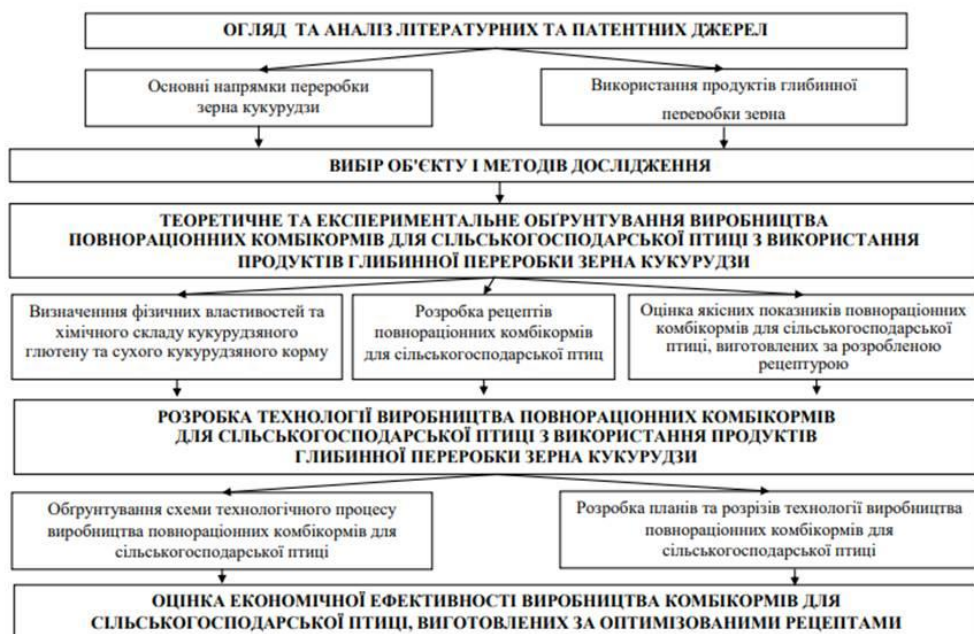 ОГЛЯД ТА АНАЛІЗ ЛІТЕРАТУРНИХ ТА ПАТЕНТНИХ ДЖЕРЕЛ
Основні напрямки переробки
зерна кукурудзи
Використання продуктів глибинної
переробки зерна
ВИБІР ОБ'ЄКТУ І МЕТОДІВ ДОСЛІДЖЕННЯ
ТЕОРЕТИЧНЕ ТА ЕКСПЕРИМЕНТАЛЬНЕ ОБҐРУНТУВАННЯ ВИРОБНИЦТВА
ПОВНОРАЦІОННИХ КОМБІКОРМІВ ДЛЯ СІЛЬСЬКОГОСПОДАРСЬКОЇ ПТИЦІ З ВИКОРИСТАННЯ
ПРОДУКТІВ ГЛИБИННОЇ ПЕРЕРОБКИ ЗЕРНА КУКУРУДЗИ
Визначенння фізичних властивостей та
хімічного складу кукурудзяного
глютену та сухого кукурудзяного корму
Розробка рецептів
повнораціонних комбікормів
для сільськогосподарської птиц
Оцінка якісних показників повнораціонних
комбікормів для сільськогосподарської
птиці, виготовлених за розробленою
рецептурою
РОЗРОБКА ТЕХНОЛОГІЇ ВИРОБНИЦТВА ПОВНОРАЦІОННИХ КОМБІКОРМІВ
ДЛЯ СІЛЬСЬКОГОСПОДАРСЬКОЇ ПТИЦІ З ВИКОРИСТАННЯ ПРОДУКТІВ
ГЛИБИННОЇ ПЕРЕРОБКИ ЗЕРНА КУКУРУДЗИ
Обґрунтування схеми технологічного процесу
виробництва повнораціонних комбікормів для
сільськогосподарської птиці
Розробка планів та розрізів технології виробництва
повнораціонних комбікормів для
сільськогосподарської птиці
ОЦІНКА ЕКОНОМІЧНОЇ ЕФЕКТИВНОСТІ ВИРОБНИЦТВА КОМБІКОРМІВ ДЛЯ
СІЛЬСЬКОГОСПОДАРСЬКОЇ ПТИЦІ, ВИГОТОВЛЕНИХ ЗА ОПТИМІЗОВАНИМИ РЕЦЕПТАМИ